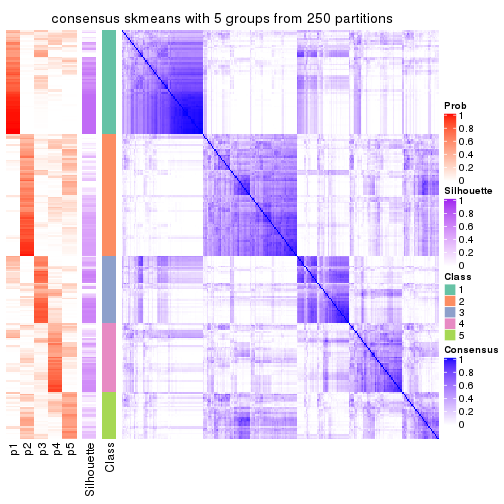 consensus skmeans with 5 groups from 250 partitions
Prob
1
0.8
0.6
0.4
0.2
0
Silhouette
1
0.8
0.6
0.4
0.2
0
Class
1
2
3
4
5
Consensus
1
0.8
0.6
0.4
0.2
0
p1
p2
p3
p4
p5
Silhouette
Class